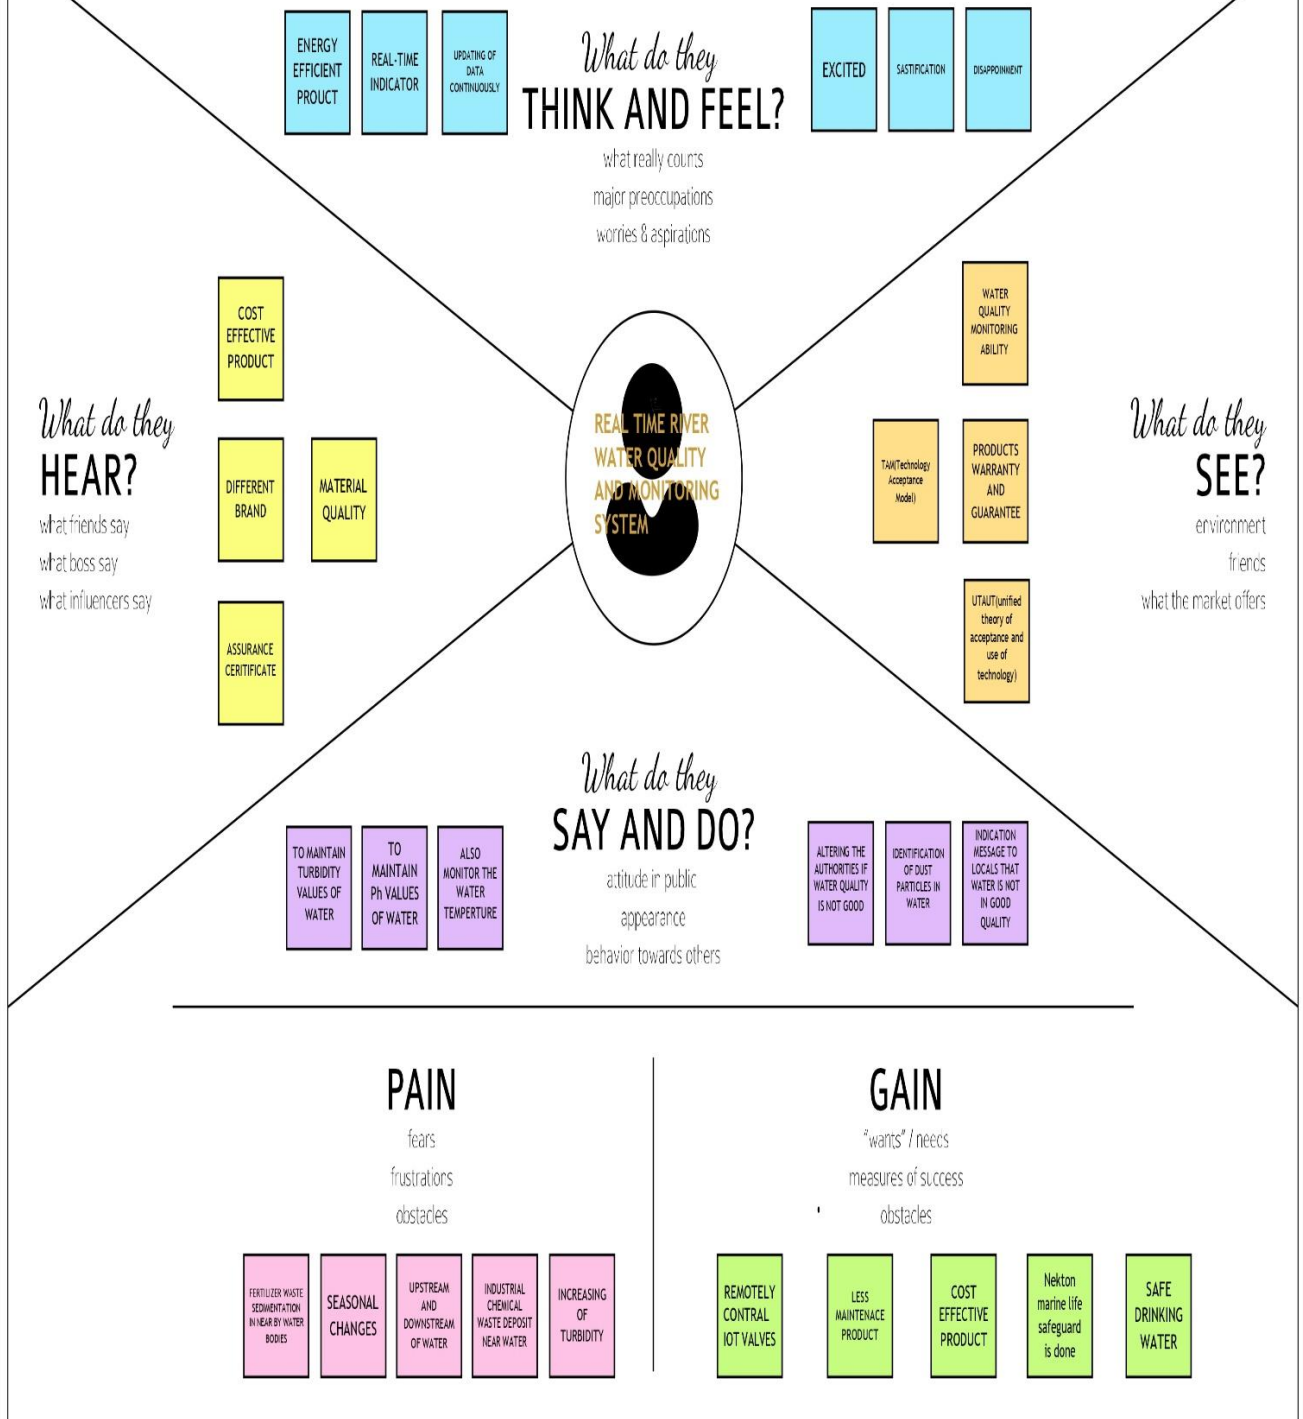 ENERGY
EFFICIENT
PROUCT
REAL-TIME
INDICATOR
UPDATING OF
DATA
CONTINUOUSLY
What do they
THINK AND FEEL?
what really counts
major preoccupations
worries & aspirations
EXCITED
SASTIFICATION
DISAPPOINMENT
What do they
HEAR?
what friends say
what boss say
what influencers say
COST
EFFECTIVE
PRODUCT
DIFFERENT
BRAND
MATERIAL
QUALITY
ASSURANCE
CERITIFICATE
REAL TIME RIVER
WATER QUALITY
AND MONITORING
SYSTEM
WATER
QUALITY
MONITORING
ABILITY
TAM(Technology
Acceptance
Model)
PRODUCTS
WARRANTY
AND
GUARANTEE
UTAUT(unified
theory of
acceptance and
use of
technology)
What do they
SEE?
environment
friends
what the market offers
What do they
SAY AND DO?
attitude in public
appearance
behavior towards others
TO MAINTAIN
TURBIDITY
VALUES OF
WATER
TO
MAINTAIN
Ph VALUES
OF WATER
ALSO
MONITOR THE
WATER
TEMPERTURE
ALTERING THE
AUTHORITIES IF
WATER QUALITY
IS NOT GOOD
IDENTIFICATION
OF DUST
PARTICLES IN
WATER
INDICATION
MESSAGE TO
LOCALS THAT
WATER IS NOT
IN GOOD
QUALITY
PAIN
fears
frustrations
obstacles
FERTILIZER WASTE
SEDIMENTATION
IN NEAR BY WATER
BODIES
SEASONAL
CHANGES
UPSTREAM
AND
DOWNSTREAM
OF WATER
INDUSTRIAL
CHEMICAL
WASTE DEPOSIT
NEAR WATER
INCREASING
OF
TURBIDITY
GAIN
"wants" / needs
measures of success
obstacles
REMOTELY
CONTRAL
IOT VALVES
LESS
MAINTENACE
PRODUCT
COST
EFFECTIVE
PRODUCT
Nekton
marine life
safeguard
is done
SAFE
DRINKING
WATER